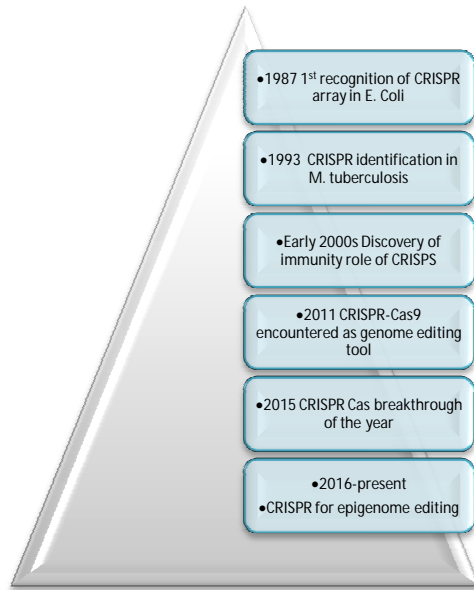 •1987 1st recognition of CRISPR
array in E. Coli
•1993 CRISPR identification in
M. tuberculosis
•Early 2000s Discovery of
immunity role of CRISPS
•2011 CRISPR-Cas9
encountered as genome editing
tool
•2015 CRISPR Cas breakthrough
of the year
•2016-present
•CRISPR for epigenome editing